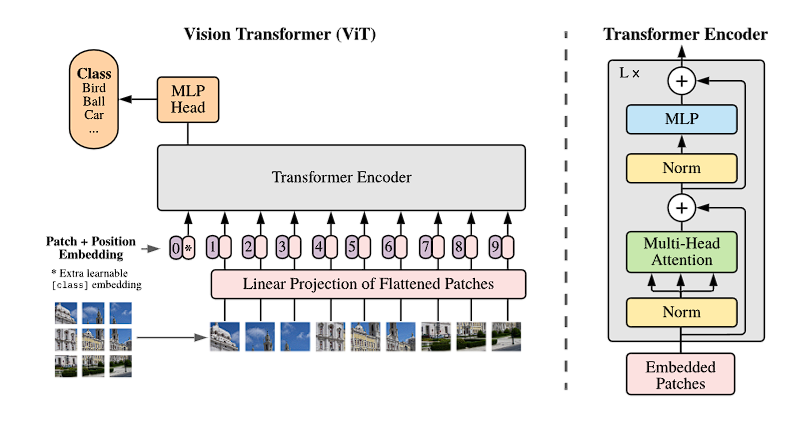 Vision Transformer (ViT)
Class
Bird
Ball
Car
...
MLP
Head
Transformer Encoder
Patch + Position
Embedding
* Extra learnable
[class] embedding
0 * 1 2 3 4 5 6 7 8 9
Linear Projection of Flattened Patches
Transformer Encoder
L x
+
MLP
Norm
+
Multi-Head
Attention
Norm
Embedded
Patches